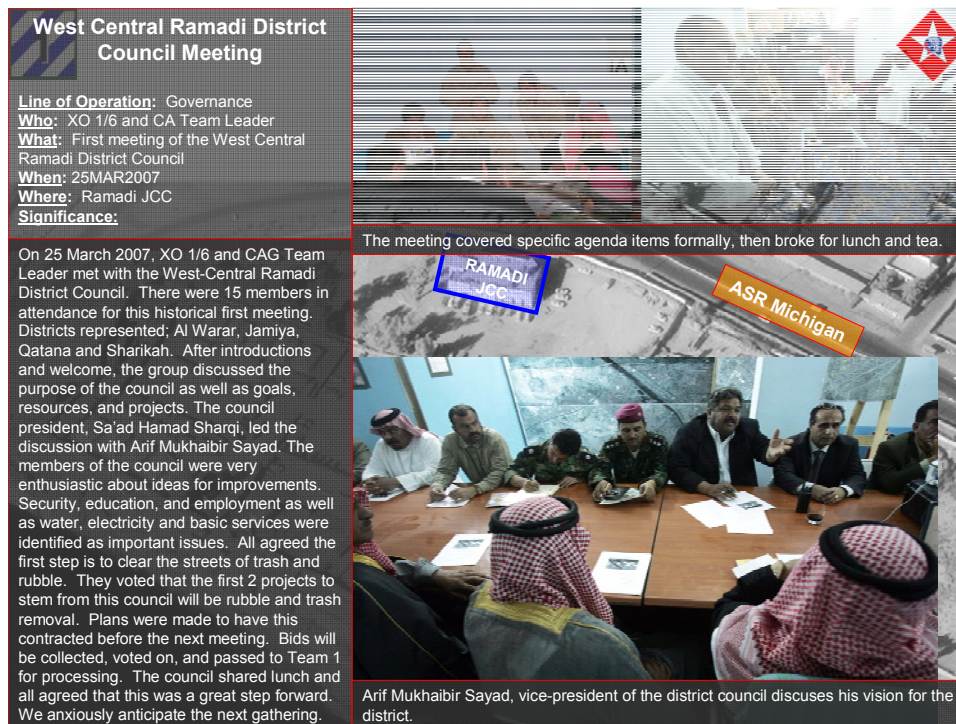 West Central Ramadi District
Council Meeting
Line of Operation: Governance
Who: XO 1/6 and CA Team Leader
What: First meeting of the West Central
Ramadi District Council
When: 25MAR2007
Where: Ramadi JCC
Significance:
On 25 March 2007, XO 1/6 and CAG Team
Leader met with the West-Central Ramadi
District Council. There were 15 members in
attendance for this historical first meeting.
Districts represented; Al Warar, Jamiya,
Qatana and Sharikah. After introductions
and welcome, the group discussed the
purpose of the council as well as goals,
resources, and projects. The council
president, Sa'ad Hamad Sharqi, led the
discussion with Arif Mukhaibir Sayad. The
members of the council were very
enthusiastic about ideas for improvements.
Security, education, and employment as well
as water, electricity and basic services were
identified as important issues. All agreed the
first step is to clear the streets of trash and
rubble. They voted that the first 2 projects to
stem from this council will be rubble and trash
removal. Plans were made to have this
contracted before the next meeting. Bids will
be collected, voted on, and passed to Team 1
for processing. The council shared lunch and
all agreed that this was a great step forward.
We anxiously anticipate the next gathering.
IA
The meeting covered specific agenda items formally, then broke for lunch and tea.
RAMADI
JCC
ASR Michigan
Arif Mukhaibir Sayad, vice-president of the district council discuses his vision for the
district.